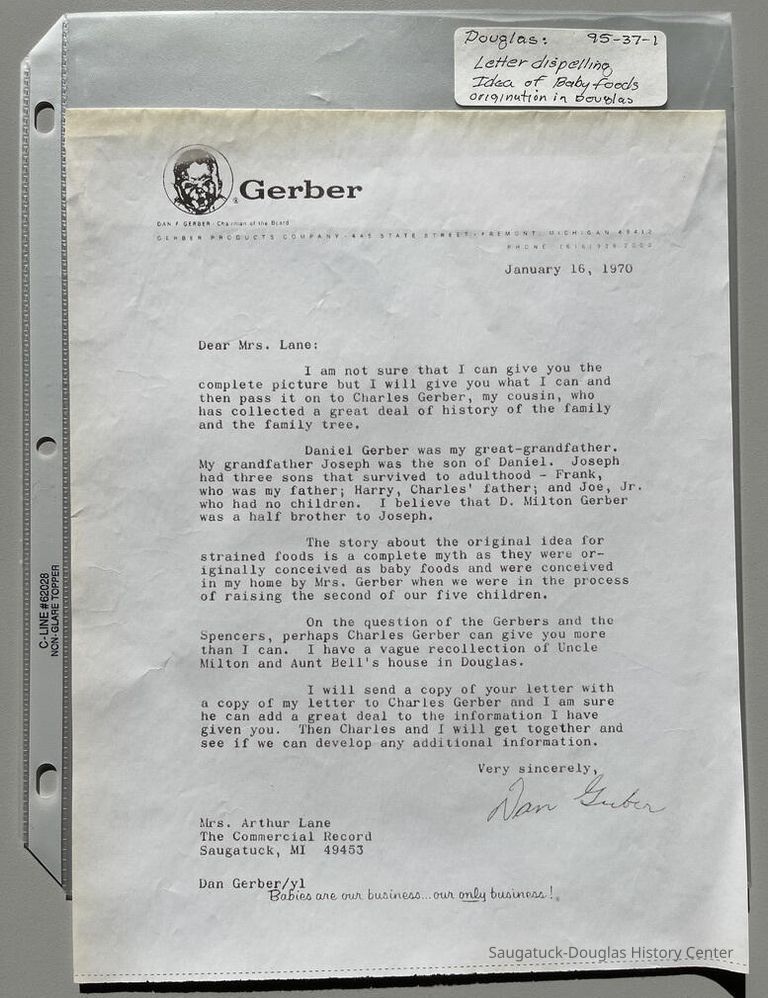 Douglas: 95-37-1
Letter dispelling
Idea of Baby foods
origination in Douglas
Gerber
DAN F. GERBER · Chairman of the Board
GERBER PRODUCTS COMPANY · 445 STATE STREET · FREMONT, MICHIGAN 49412
PHONE (616) 928-2000
January 16, 1970
Dear Mrs. Lane:
I am not sure that I can give you the
complete picture but I will give you what I can and
then pass it on to Charles Gerber, my cousin, who
has collected a great deal of history of the family
and the family tree.
Daniel Gerber was my great-grandfather.
My grandfather Joseph was the son of Daniel. Joseph
had three sons that survived to adulthood - Frank,
who was my father; Harry, Charles' father; and Joe, Jr.
who had no children. I believe that D. Milton Gerber
was a half brother to Joseph.
The story about the original idea for
strained foods is a complete myth as they were or-
iginally conceived as baby foods and were conceived
in my home by Mrs. Gerber when we were in the process
of raising the second of our five children.
On the question of the Gerbers and the
Spencers, perhaps Charles Gerber can give you more
than I can. I have a vague recollection of Uncle
Milton and Aunt Bell's house in Douglas.
I will send a copy of your letter with
a copy of my letter to Charles Gerber and I am sure
he can add a great deal to the information I have
given you. Then Charles and I will get together and
see if we can develop any additional information.
Very sincerely,
Dan Gerber
Mrs. Arthur Lane
The Commercial Record
Saugatuck, MI 49453
Dan Gerber/yl
Babies are our business...our only business!
C-LINE #62028
NON-GLARE TOPPER
Saugatuck-Douglas History Center